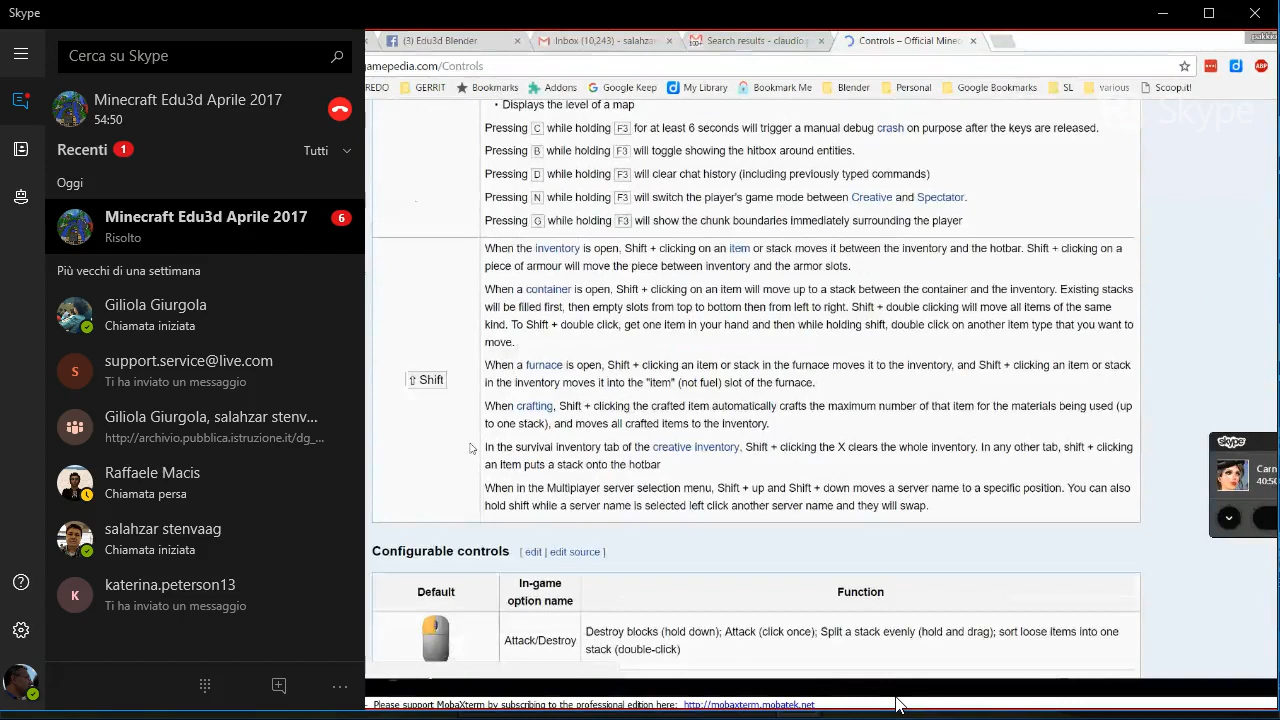 Skype
Cerca su Skype
Minecraft Edu3d Aprile 2017
54:50
Recenti 1
Tutti
Oggi
Minecraft Edu3d Aprile 2017
6
Risolto
Più vecchi di una settimana
Giliola Giurgola
Chiamata iniziata
S
support.service@live.com
Ti ha inviato un messaggio
Giliola Giurgola, salahzar stenv...
http://archivio.pubblica.istruzione.it/dg_...
Raffaele Macis
Chiamata persa
salahzar stenvaag
Chiamata iniziata
K
katerina.peterson13
Ti ha inviato un messaggio
(3) Edu3d Blender
Inbox (10,243) - salahza
Search results - claudio
Controls – Official Minec
gamepedia.com/Controls
REDO
GERRIT
Bookmarks
Addons
Google Keep
My Library
Bookmark Me
Blender
Personal
Google Bookmarks
SL
various
Scoop.it!
ABP
Skype
• Displays the level of a map
Pressing C while holding F3 for at least 6 seconds will trigger a manual debug crash on purpose after the keys are released.
Pressing B while holding F3 will toggle showing the hitbox around entities.
Pressing D while holding F3 will clear chat history (including previously typed commands)
Pressing N while holding F3 will switch the player's game mode between Creative and Spectator.
Pressing G while holding F3 will show the chunk boundaries immediately surrounding the player
⇧ Shift
When the inventory is open, Shift + clicking on an item or stack moves it between the inventory and the hotbar. Shift + clicking on a
piece of armour will move the piece between inventory and the armor slots.
When a container is open, Shift + clicking on an item will move up to a stack between the container and the inventory. Existing stacks
will be filled first, then empty slots from top to bottom then from left to right. Shift + double clicking will move all items of the same
kind. To Shift + double click, get one item in your hand and then while holding shift, double click on another item type that you want to
move.
When a furnace is open, Shift + clicking an item or stack in the furnace moves it to the inventory, and Shift + clicking an item or stack
in the inventory moves it into the "item" (not fuel) slot of the furnace.
When crafting, Shift + clicking the crafted item automatically crafts the maximum number of that item for the materials being used (up
to one stack), and moves all crafted items to the inventory.
In the survival inventory tab of the creative inventory, Shift + clicking the X clears the whole inventory. In any other tab, shift + clicking
an item puts a stack onto the hotbar
When in the Multiplayer server selection menu, Shift + up and Shift + down moves a server name to a specific position. You can also
hold shift while a server name is selected left click another server name and they will swap.
Configurable controls [ edit | edit source ]
Default
In-game
option name
Function
Attack/Destroy
Destroy blocks (hold down); Attack (click once); Split a stack evenly (hold and drag); sort loose items into one
stack (double-click)
skype
Carn
40:50
- Please support MobaXterm by subscribing to the professional edition here: http://mobaxterm.mobatek.net